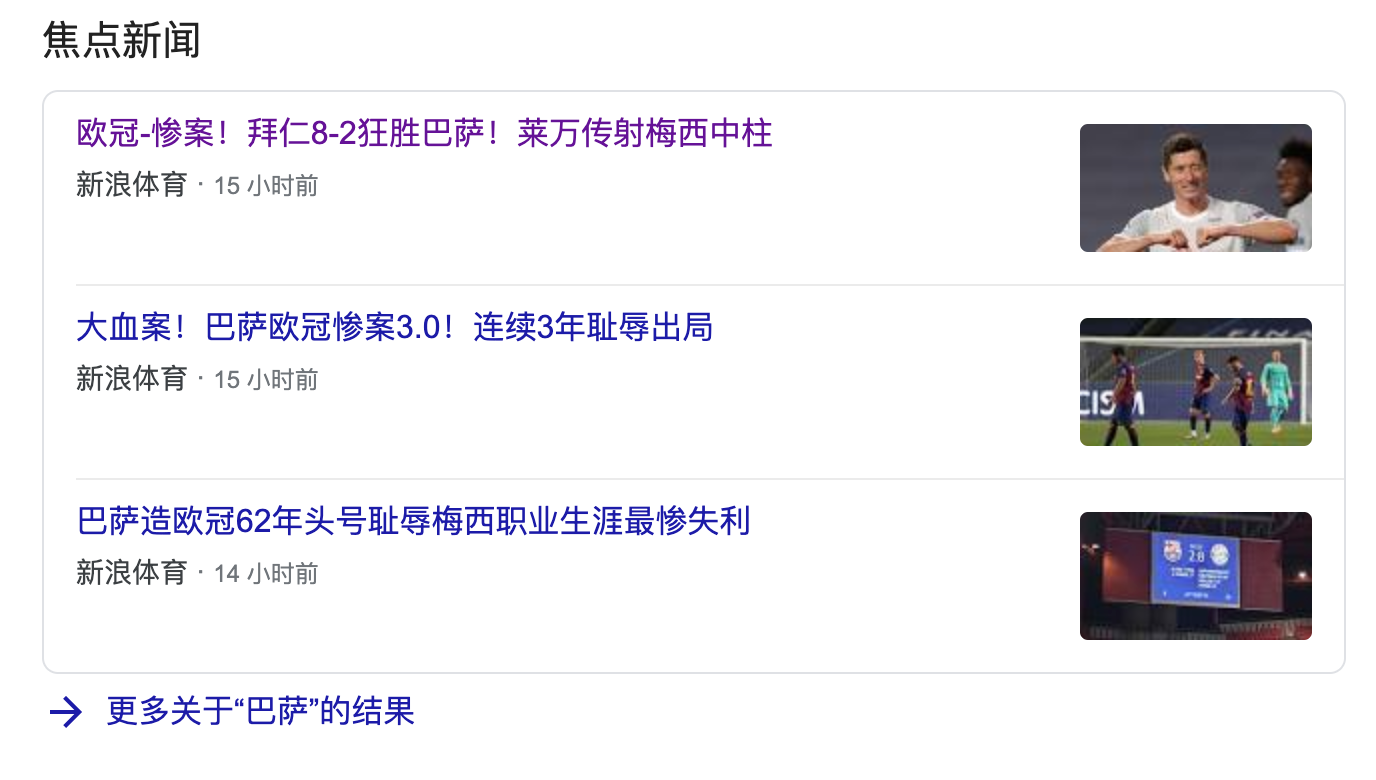 焦点新闻
欧冠-惨案！拜仁8-2狂胜巴萨！莱万传射梅西中柱
新浪体育 · 15 小时前
大血案！巴萨欧冠惨案3.0！连续3年耻辱出局
新浪体育 · 15 小时前
CISM
巴萨造欧冠62年头号耻辱梅西职业生涯最惨失利
新浪体育 · 14 小时前
2 8
更多关于“巴萨”的结果